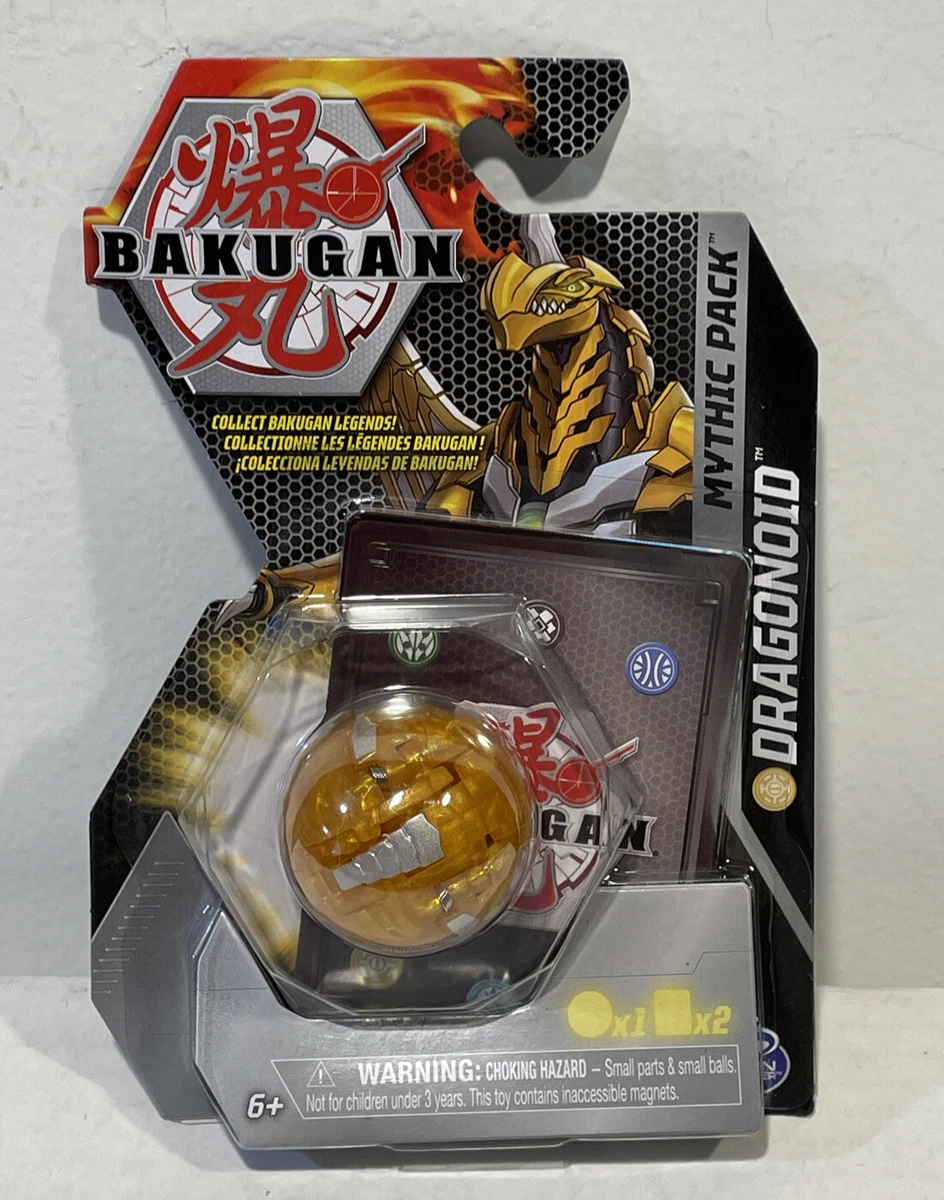 爆
BAKUGAN®
丸
COLLECT BAKUGAN LEGENDS!
COLLECTIONNE LES LÉGENDES BAKUGAN !
¡COLECCIONA LEYENDAS DE BAKUGAN!
MYTHIC PACK™
DRAGONOID™
爆
GAN
x1 x2
WARNING: CHOKING HAZARD – Small parts & small balls.
Not for children under 3 years. This toy contains inaccessible magnets.
6+